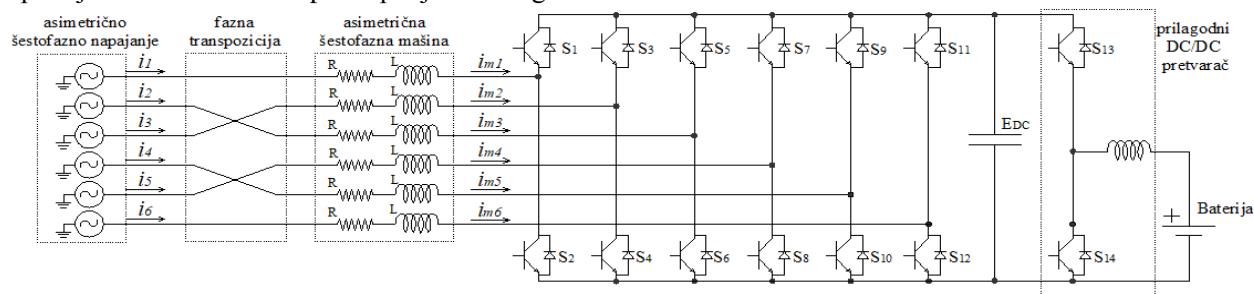 asimetrično
šestofazno napajanje
fazna
transpozicija
asimetrična
šestofazna mašina
i1
i2
i3
i4
i5
i6
R L
R L
R L
R L
R L
R L
im1
im2
im3
im4
im5
im6
S1
S3
S5
S7
S9
S11
S13
S2
S4
S6
S8
S10
S12
S14
EDC
prilagodni
DC/DC
pretvarač
+
Baterija